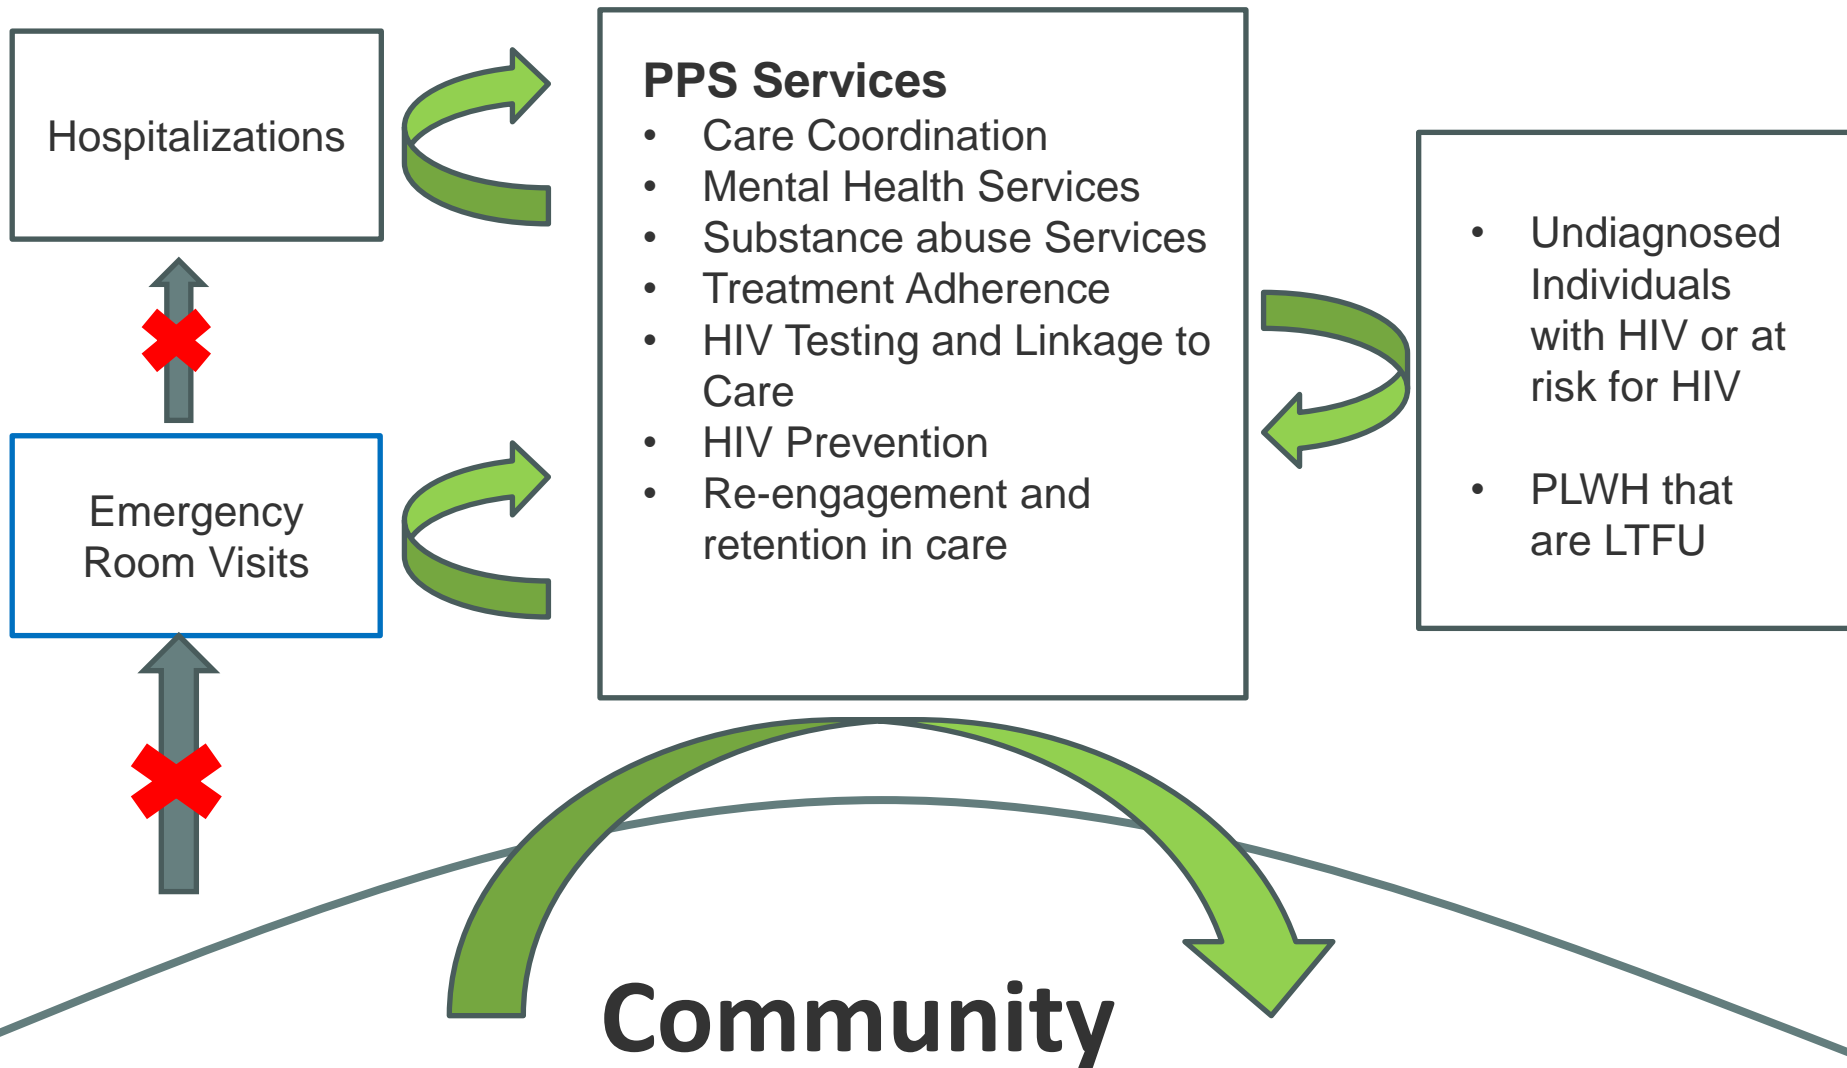 Hospitalizations
Emergency
Room Visits
PPS Services
• Care Coordination
• Mental Health Services
• Substance abuse Services
• Treatment Adherence
• HIV Testing and Linkage to
Care
• HIV Prevention
• Re-engagement and
retention in care
• Undiagnosed
Individuals
with HIV or at
risk for HIV
• PLWH that
are LTFU
Community